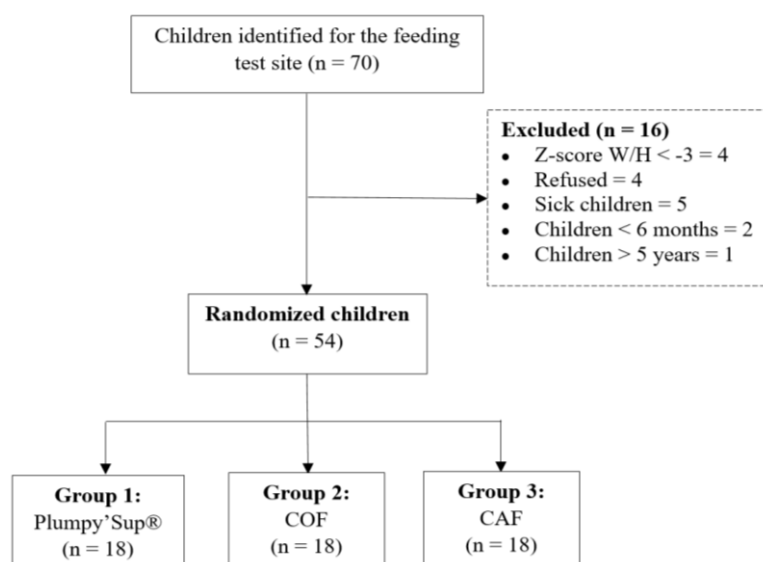 Children identified for the feeding
test site (n = 70)
Excluded (n = 16)
• Z-score W/H < -3 = 4
• Refused = 4
• Sick children = 5
• Children < 6 months = 2
• Children > 5 years = 1
Randomized children
(n = 54)
Group 1:
Plumpy’Sup®
(n = 18)
Group 2:
COF
(n = 18)
Group 3:
CAF
(n = 18)